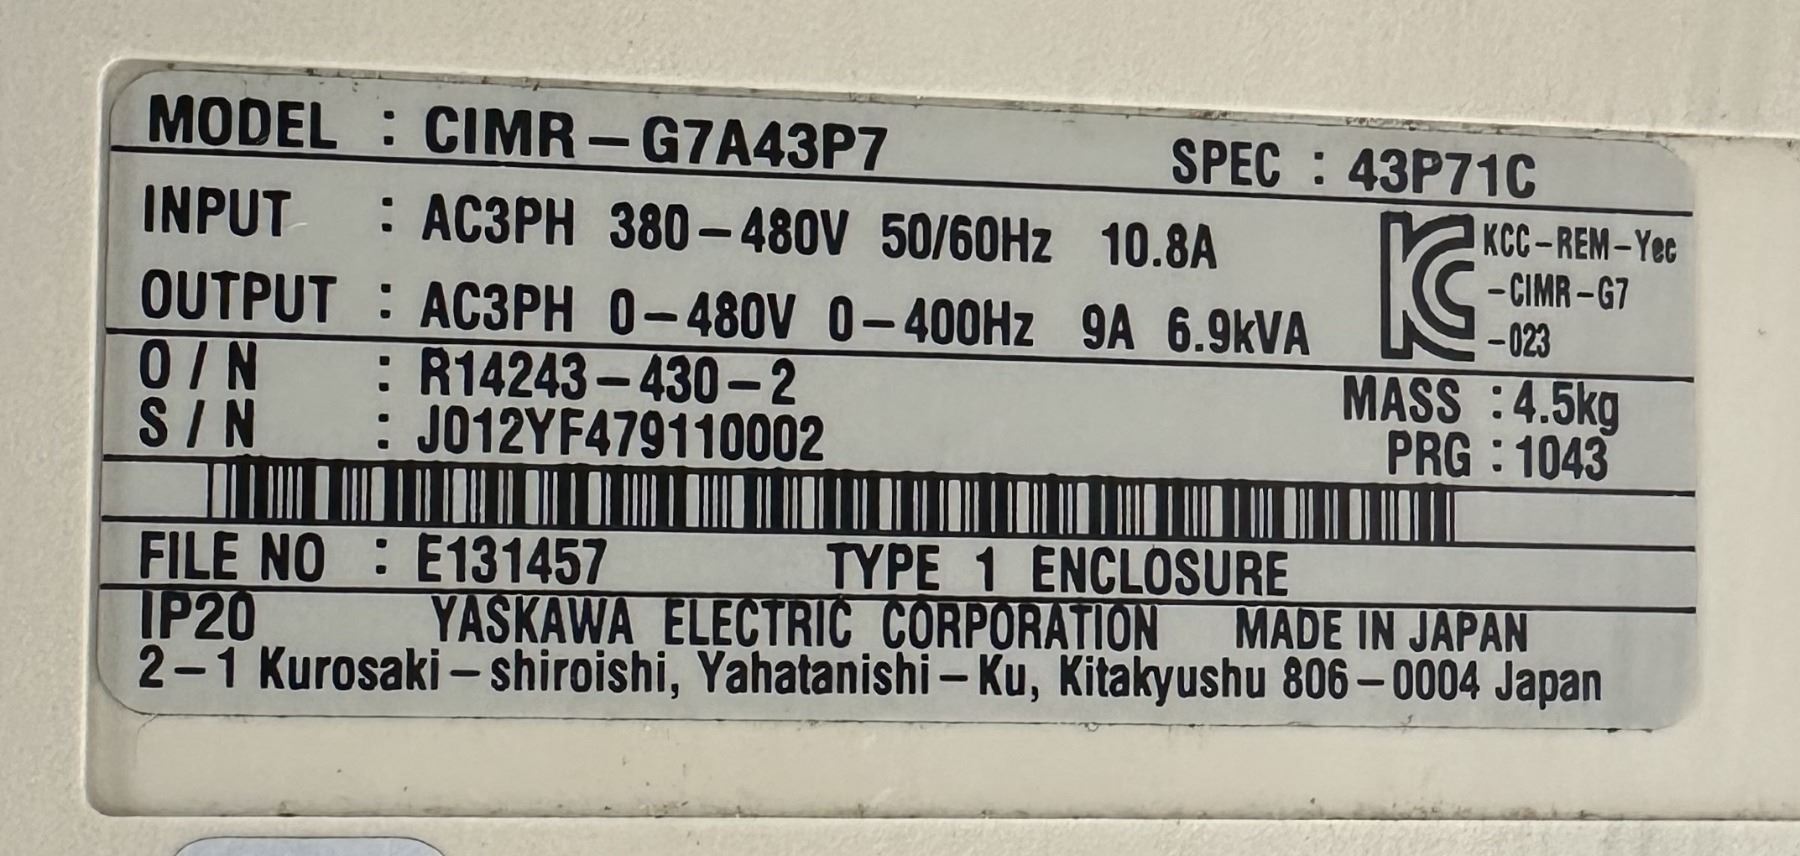 MODEL : CIMR-G7A43P7 SPEC : 43P71C
INPUT : AC3PH 380-480V 50/60Hz 10.8A
KCC-REM-Yec
-CIMR-G7
-023
OUTPUT : AC3PH 0-480V 0-400Hz 9A 6.9kVA
O/N : R14243-430-2
MASS : 4.5kg
S/N : J012YF479110002
PRG : 1043
FILE NO : E131457 TYPE 1 ENCLOSURE
IP20 YASKAWA ELECTRIC CORPORATION MADE IN JAPAN
2-1 Kurosaki-shiroishi, Yahatanishi-Ku, Kitakyushu 806-0004 Japan